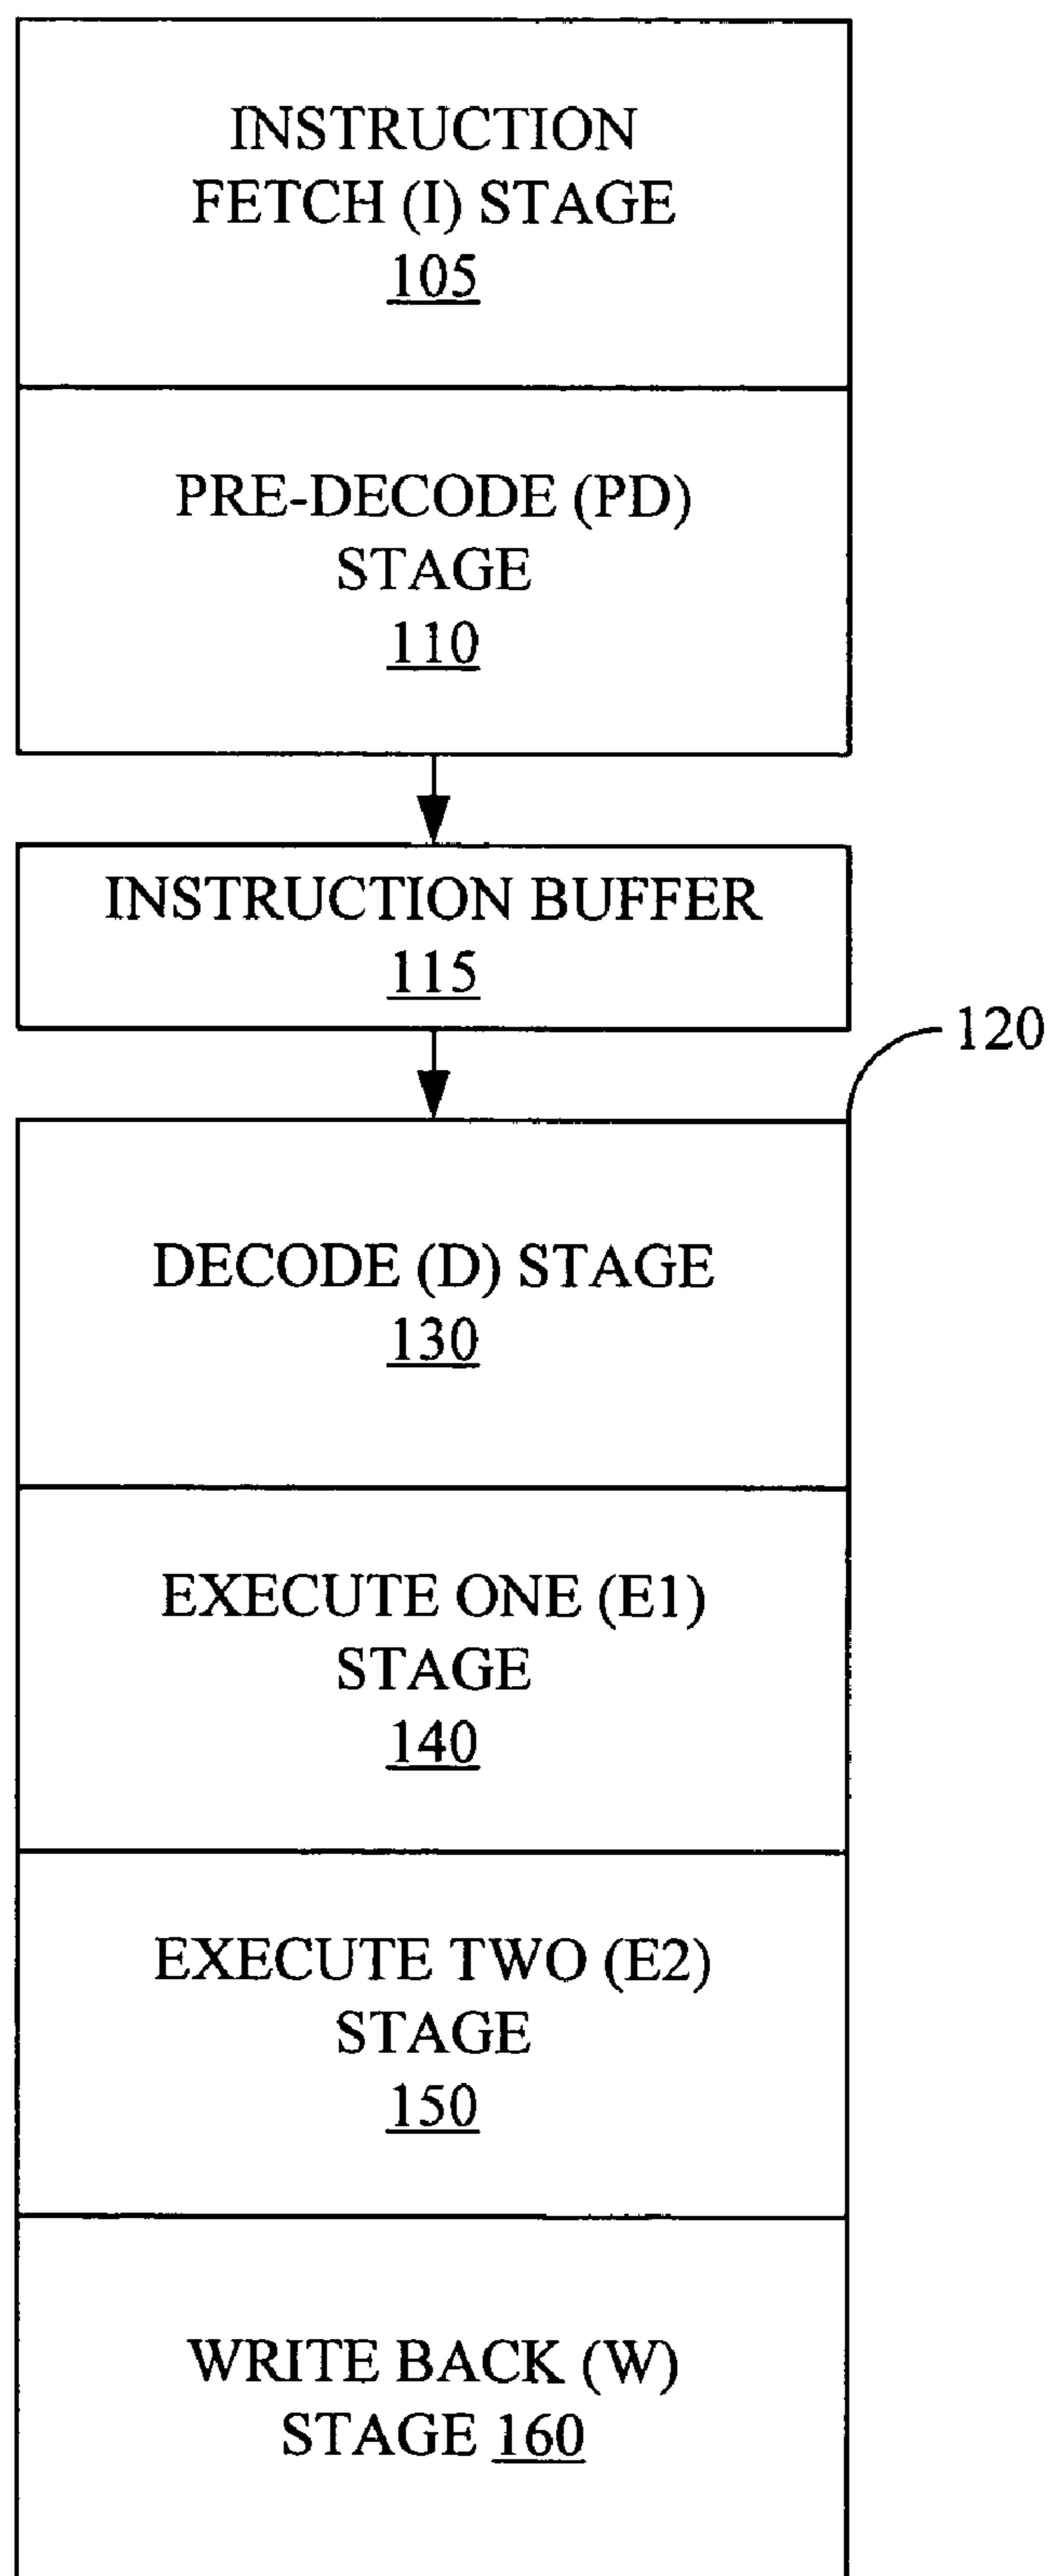 INSTRUCTION
FETCH (I) STAGE
105
PRE-DECODE (PD)
STAGE
110
INSTRUCTION BUFFER
115
120
DECODE (D) STAGE
130
EXECUTE ONE (E1)
STAGE
140
EXECUTE TWO (E2)
STAGE
150
WRITE BACK (W)
STAGE 160